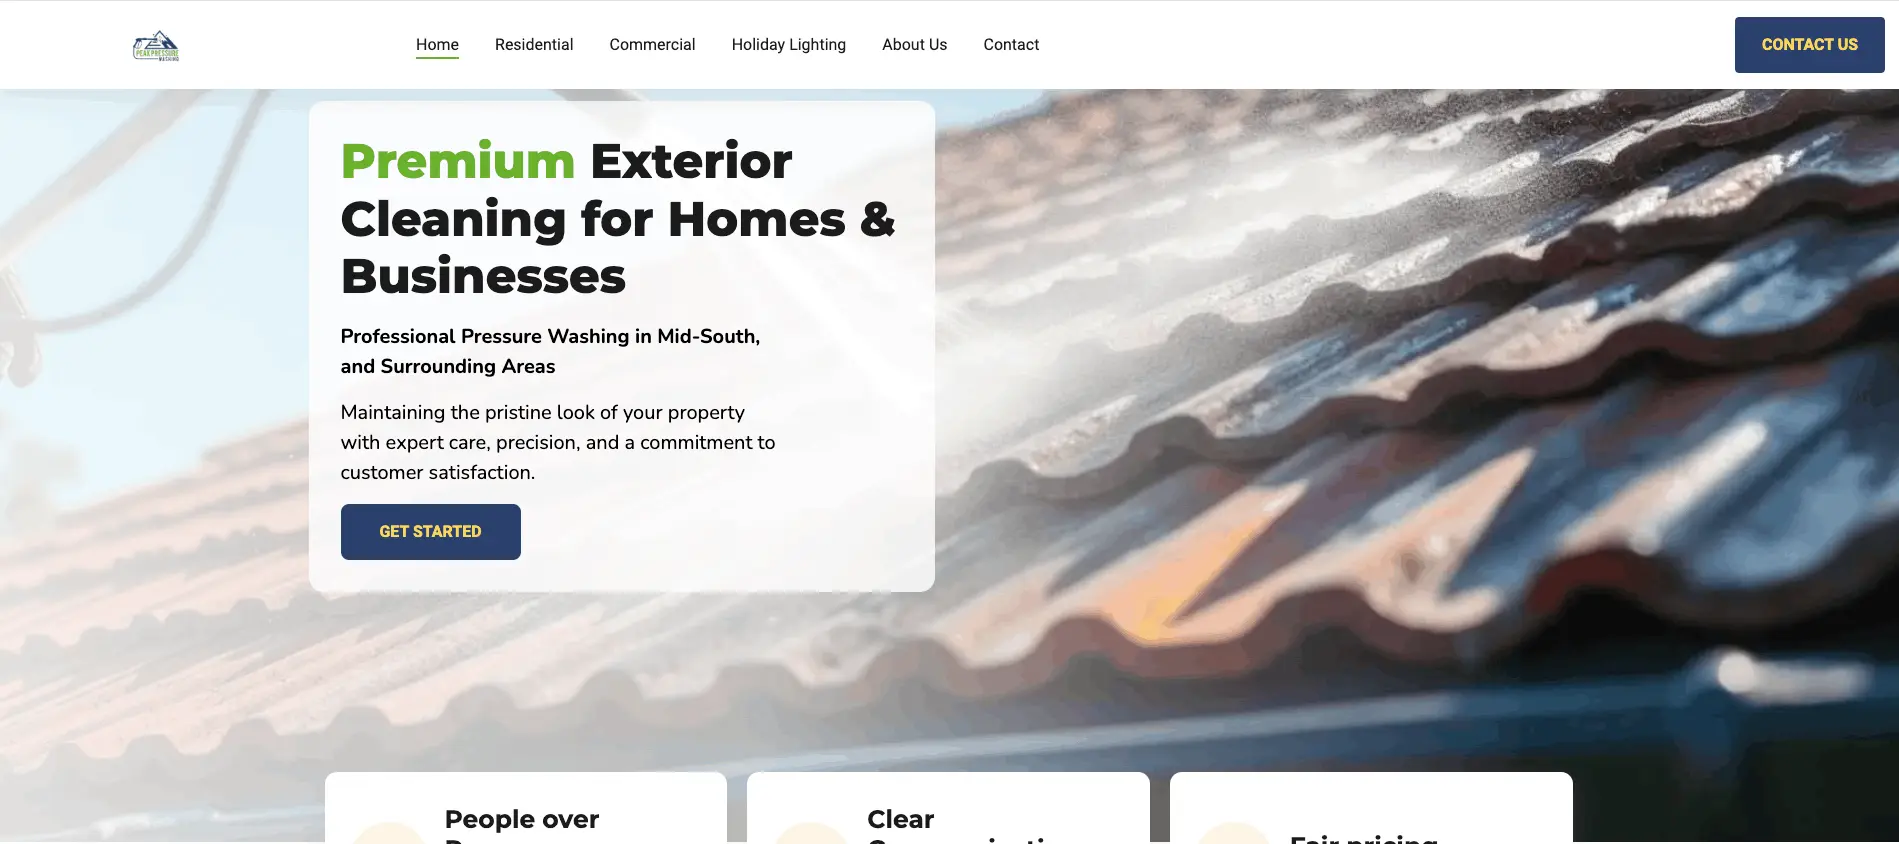 PEAK PRESSURE
WASHING
Home
Residential
Commercial
Holiday Lighting
About Us
Contact
CONTACT US
Premium Exterior
Cleaning for Homes &
Businesses
Professional Pressure Washing in Mid-South,
and Surrounding Areas
Maintaining the pristine look of your property
with expert care, precision, and a commitment to
customer satisfaction.
GET STARTED
People over
Clear
Fair pricing